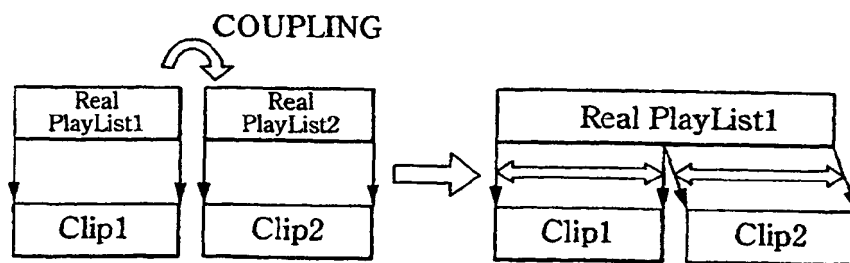 COUPLING
Real
PlayList1
Real
PlayList2
Real PlayList1
Clip1
Clip2
Clip1
Clip2